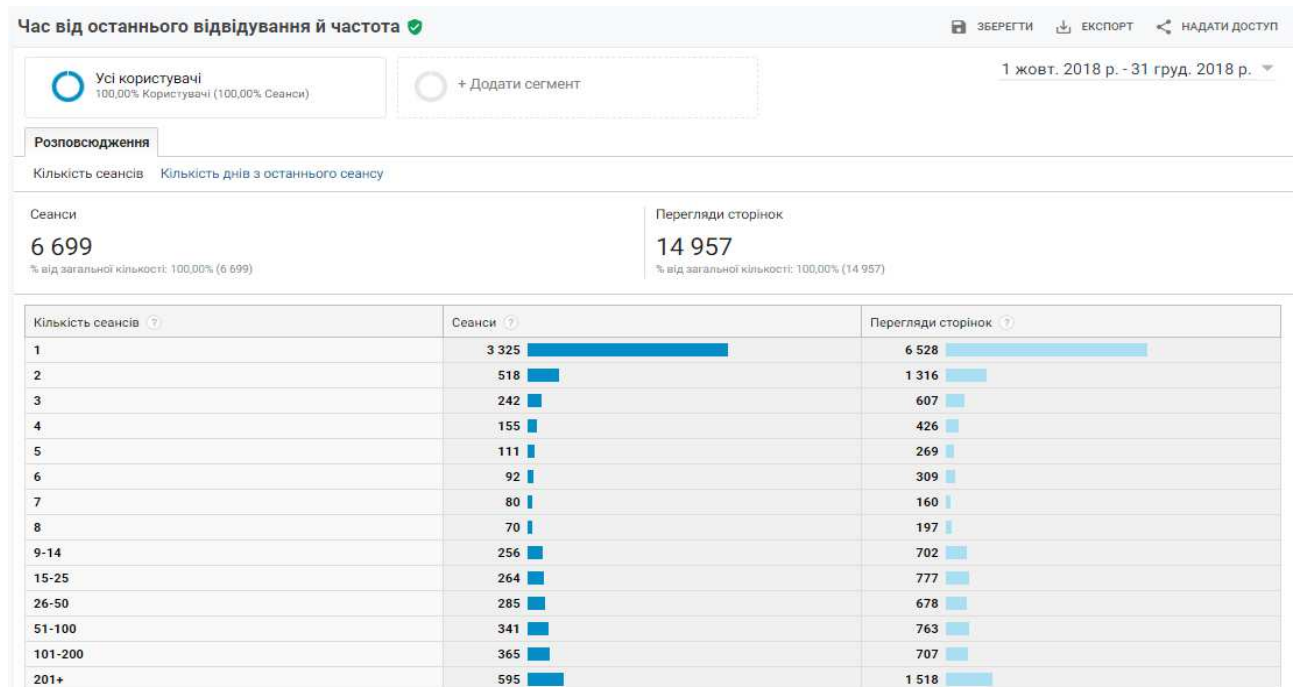 Час від останнього відвідування й частота
ЗБЕРЕГТИ ЕКСПОРТ НАДАТИ ДОСТУП
Усі користувачі
100,00% Користувачі (100,00% Сеанси)
+ Додати сегмент
1 жовт. 2018 р. - 31 груд. 2018 р.
Розповсюдження
Кількість сеансів Кількість днів з останнього сеансу
Сеанси Перегляди сторінок
6 699 14 957
% від загальної кількості: 100,00% (6 699) % від загальної кількості: 100,00% (14 957)
Кількість сеансів ? Сеанси ? Перегляди сторінок ?
1 3 325 6 528
2 518 1 316
3 242 607
4 155 426
5 111 269
6 92 309
7 80 160
8 70 197
9-14 256 702
15-25 264 777
26-50 285 678
51-100 341 763
101-200 365 707
201+ 595 1 518